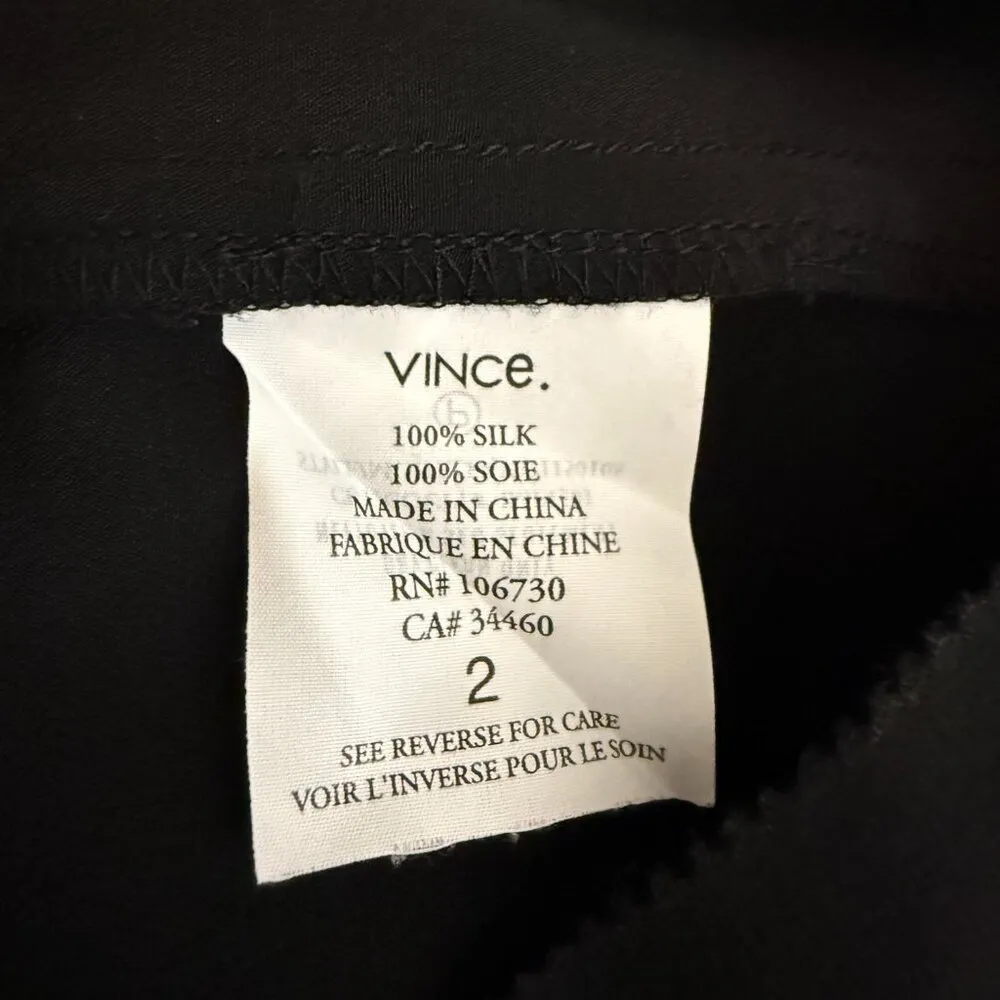 VINCe.
100% SILK
100% SOIE
MADE IN CHINA
FABRIQUE EN CHINE
RN# 106730
CA# 34460
2
SEE REVERSE FOR CARE
VOIR L'INVERSE POUR LE SOIN